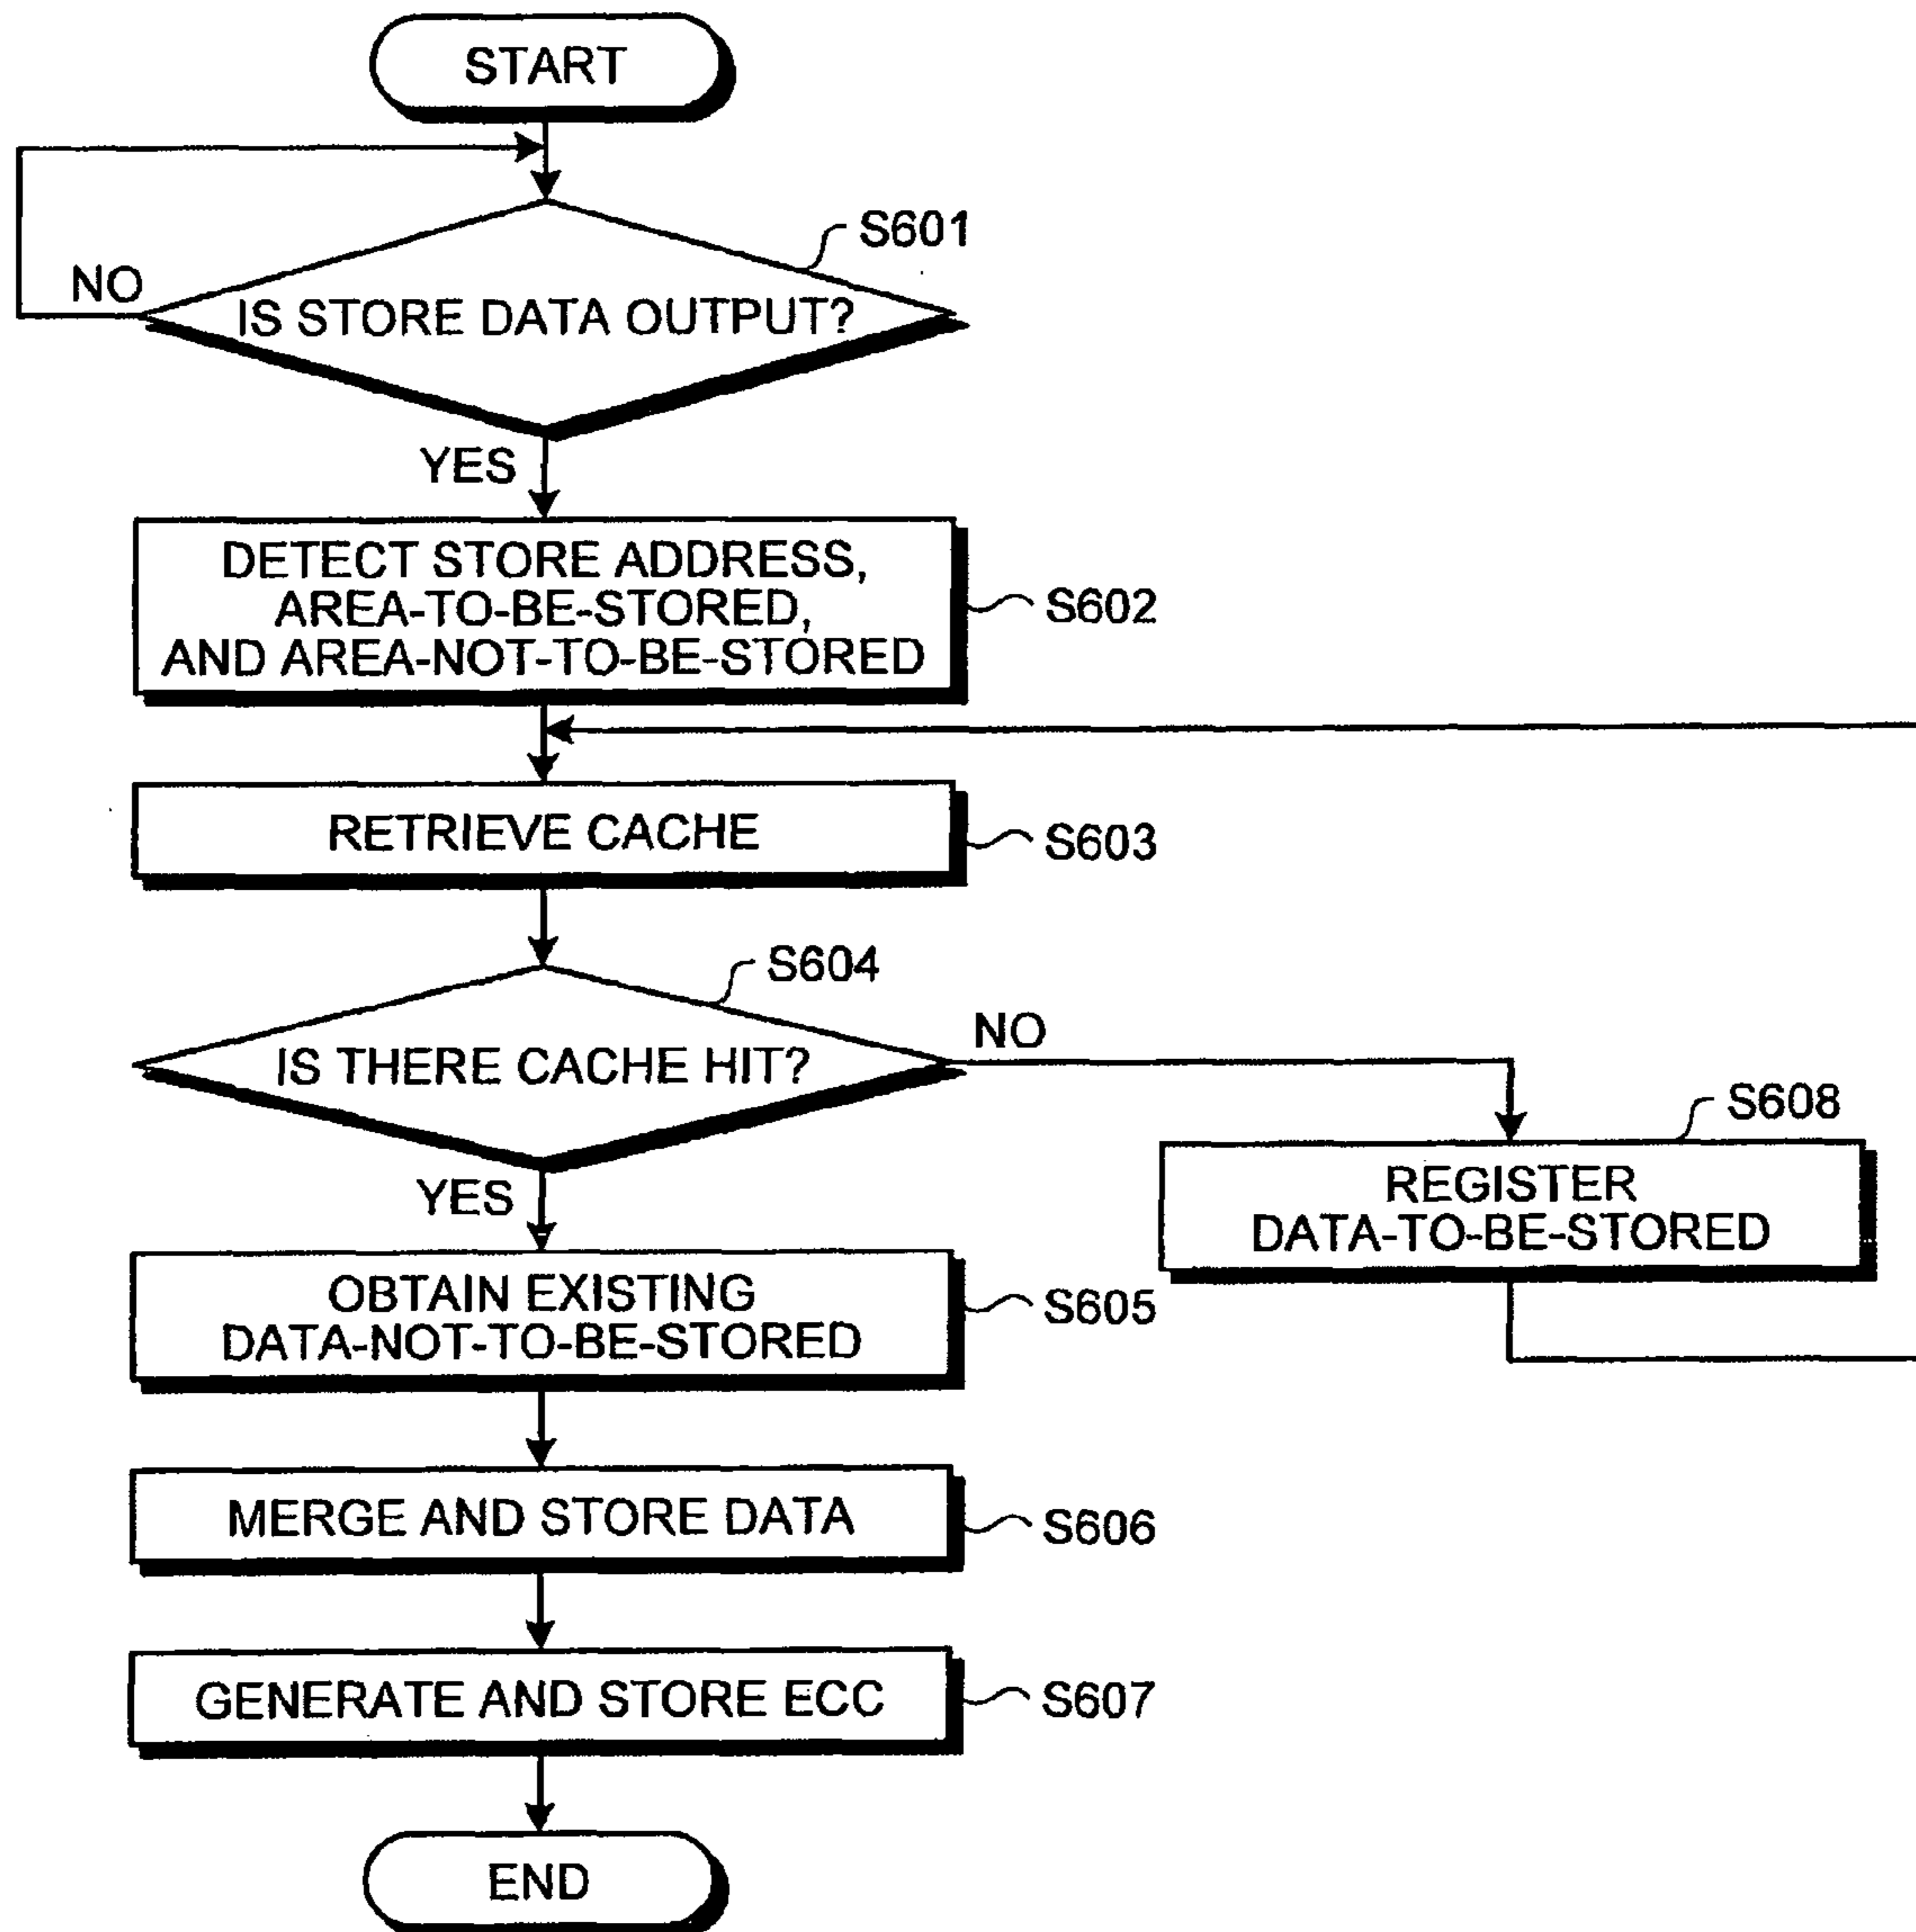 START
S601
NO
IS STORE DATA OUTPUT?
YES
DETECT STORE ADDRESS,
AREA-TO-BE-STORED,
AND AREA-NOT-TO-BE-STORED
S602
RETRIEVE CACHE
S603
S604
IS THERE CACHE HIT?
NO
S608
YES
REGISTER
DATA-TO-BE-STORED
OBTAIN EXISTING
DATA-NOT-TO-BE-STORED
S605
MERGE AND STORE DATA
S606
GENERATE AND STORE ECC
S607
END